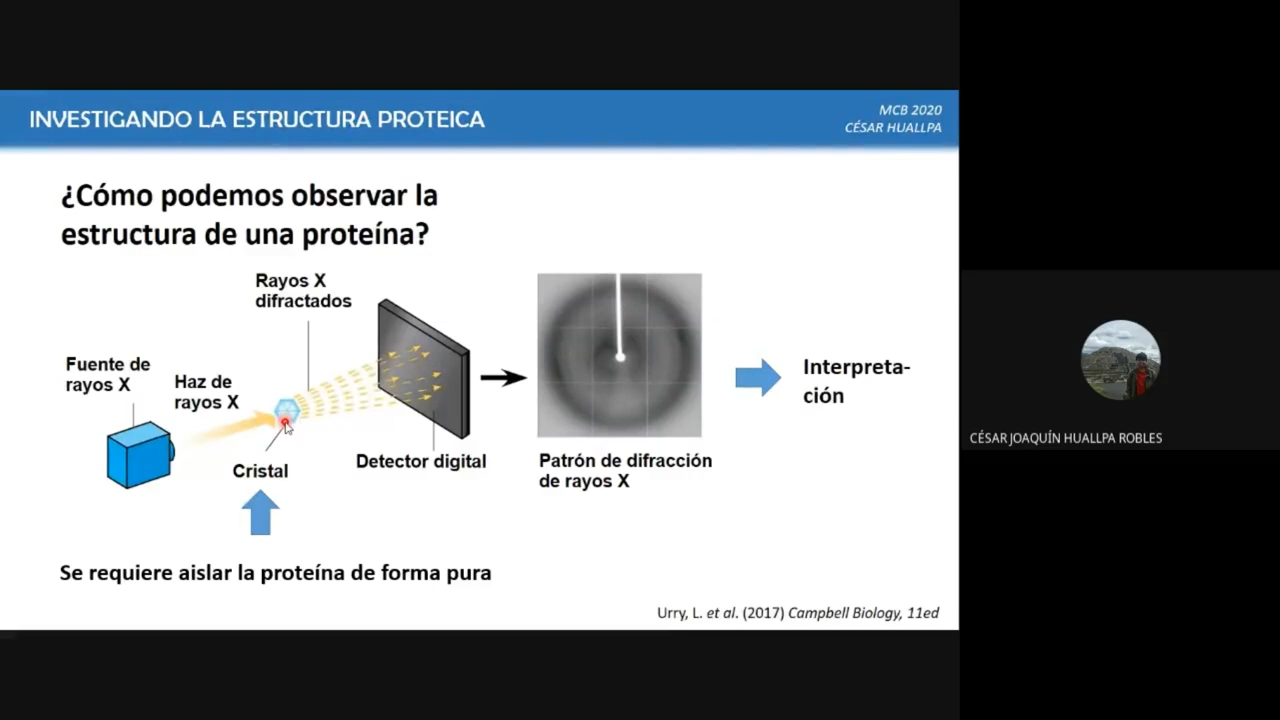 INVESTIGANDO LA ESTRUCTURA PROTEICA
MCB 2020
CÉSAR HUALLPA
¿Cómo podemos observar la
estructura de una proteína?
Rayos X
difractados
Fuente de
rayos X
Haz de
rayos X
Cristal
Detector digital
Patrón de difracción
de rayos X
Interpreta-
ción
Se requiere aislar la proteína de forma pura
Urry, L. et al. (2017) Campbell Biology, 11ed
CÉSAR JOAQUÍN HUALLPA ROBLES